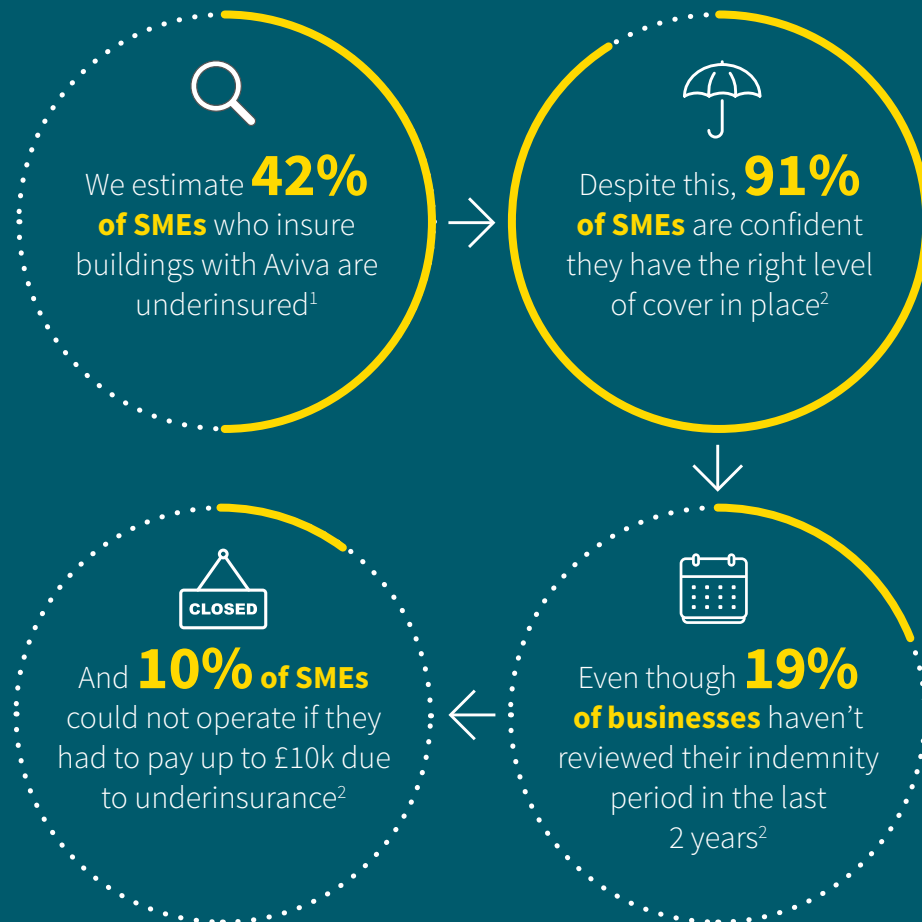 We estimate 42%
of SMEs who insure
buildings with Aviva are
underinsured¹
Despite this, 91%
of SMEs are confident
they have the right level
of cover in place²
CLOSED
And 10% of SMEs
could not operate if they
had to pay up to £10k due
to underinsurance²
Even though 19%
of businesses haven’t
reviewed their indemnity
period in the last
2 years²